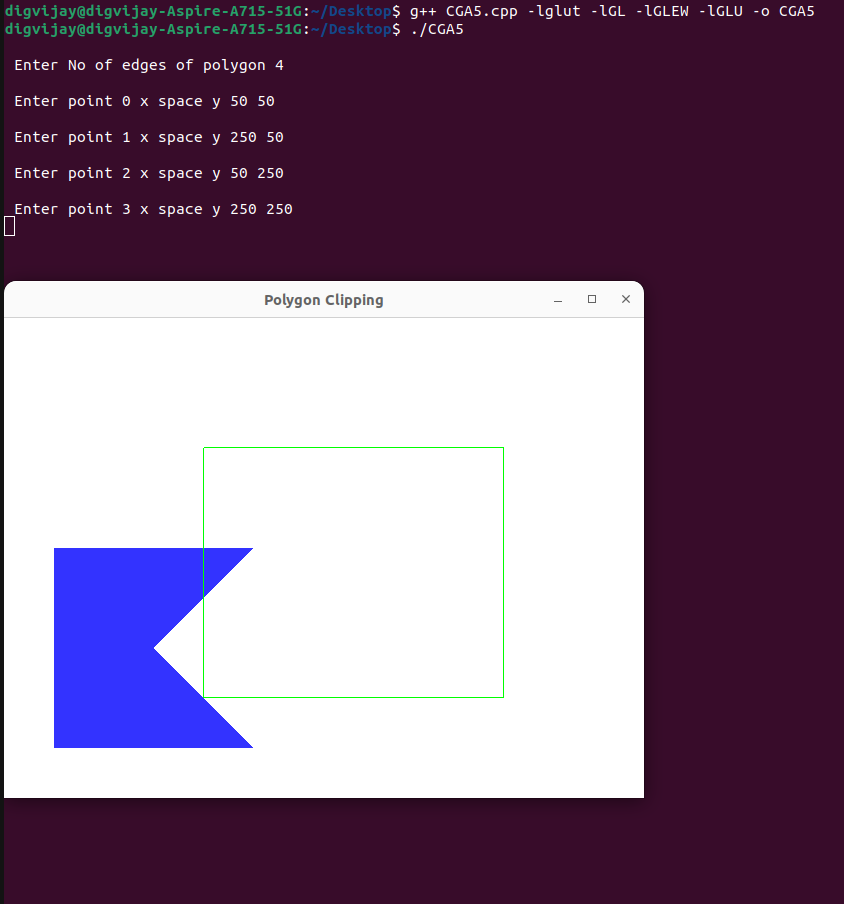 digvijay@digvijay-Aspire-A715-51G:~/Desktop$ g++ CGA5.cpp -lglut -lGL -lGLEW -lGLU -o CGA5
digvijay@digvijay-Aspire-A715-51G:~/Desktop$ ./CGA5
Enter No of edges of polygon 4
Enter point 0 x space y 50 50
Enter point 1 x space y 250 50
Enter point 2 x space y 50 250
Enter point 3 x space y 250 250
Polygon Clipping